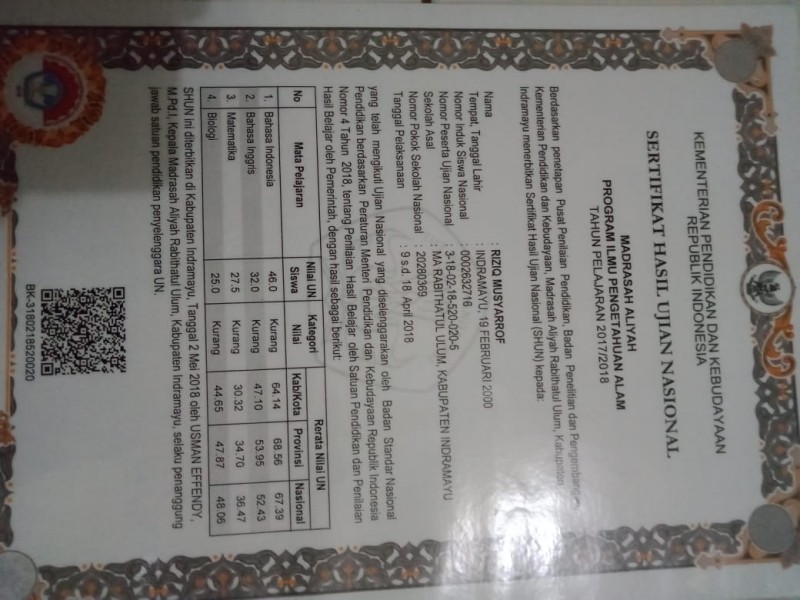 KEMENTERIAN PENDIDIKAN DAN KEBUDAYAAN
REPUBLIK INDONESIA
SERTIFIKAT HASIL UJIAN NASIONAL
MADRASAH ALIYAH
PROGRAM ILMU PENGETAHUAN ALAM
TAHUN PELAJARAN 2017/2018
Berdasarkan penetapan Pusat Penilaian Pendidikan, Badan Penelitian dan Pengembangan
Kementerian Pendidikan dan Kebudayaan, Madrasah Aliyah Rabithatul Ulum, Kabupaten
Indramayu menerbitkan Sertifikat Hasil Ujian Nasional (SHUN) kepada:
Nama : RIZIQ MUSYARROF
Tempat, Tanggal Lahir : INDRAMAYU, 19 FEBRUARI 2000
Nomor Induk Siswa Nasional : 0002632716
Nomor Peserta Ujian Nasional : 3-18-02-18-520-020-5
Sekolah Asal : MA RABITHATUL ULUM, KABUPATEN INDRAMAYU
Nomor Pokok Sekolah Nasional : 20280369
Tanggal Pelaksanaan : 9 s.d. 18 April 2018
yang telah mengikuti Ujian Nasional yang diselenggarakan oleh Badan Standar Nasional
Pendidikan berdasarkan Peraturan Menteri Pendidikan dan Kebudayaan Republik Indonesia
Nomor 4 Tahun 2018, tentang Penilaian Hasil Belajar oleh Satuan Pendidikan dan Penilaian
Hasil Belajar oleh Pemerintah, dengan hasil sebagai berikut:
No Mata Pelajaran Nilai UN Siswa Kategori Nilai Rerata Nilai UN
Kab/Kota Provinsi Nasional
1. Bahasa Indonesia 46.0 Kurang 64.14 68.56 67.39
2. Bahasa Inggris 32.0 Kurang 47.10 53.95 52.43
3. Matematika 27.5 Kurang 30.32 34.70 36.47
4. Biologi 25.0 Kurang 44.65 47.87 48.06
SHUN ini diterbitkan di Kabupaten Indramayu, Tanggal 2 Mei 2018 oleh USMAN EFFENDY,
M.Pd.I, Kepala Madrasah Aliyah Rabithatul Ulum, Kabupaten Indramayu, selaku penanggung
jawab satuan pendidikan penyelenggara UN.
BK-3180218520020